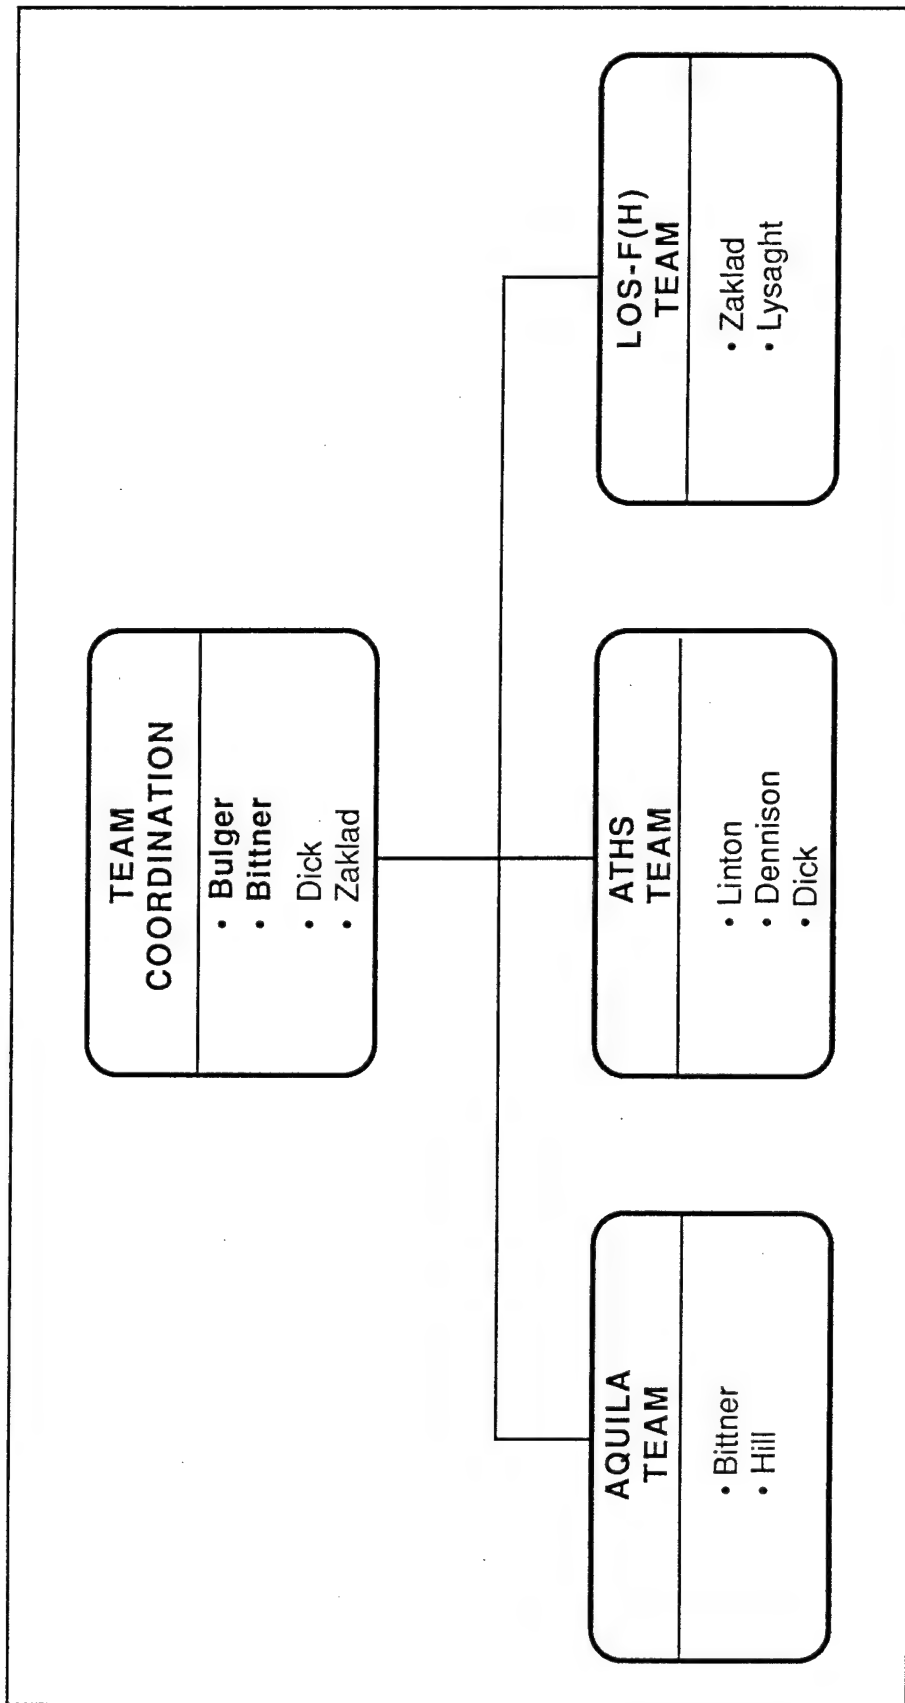 TEAM
COORDINATION
• Bulger
• Bittner
• Dick
• Zaklad
AQUILA
TEAM
• Bittner
• Hill
ATHS
TEAM
• Linton
• Dennison
• Dick
LOS-F(H)
TEAM
• Zaklad
• Lysaght